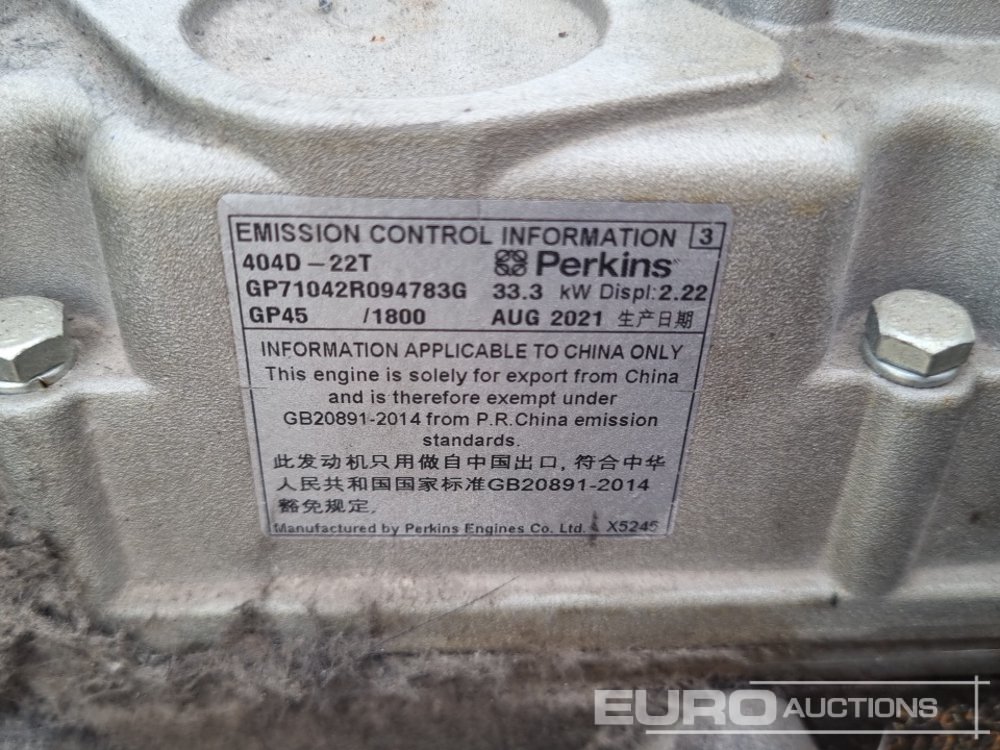 EMISSION CONTROL INFORMATION 3
404D-22T Perkins
GP71042R094783G 33.3 kW Displ:2.22
GP45 /1800 AUG 2021 生产日期
INFORMATION APPLICABLE TO CHINA ONLY
This engine is solely for export from China
and is therefore exempt under
GB20891-2014 from P.R.China emission
standards.
此发动机只用做自中国出口, 符合中华
人民共和国国家标准GB20891-2014
豁免规定.
Manufactured by Perkins Engines Co. Ltd. X5245
EURO AUCTIONS